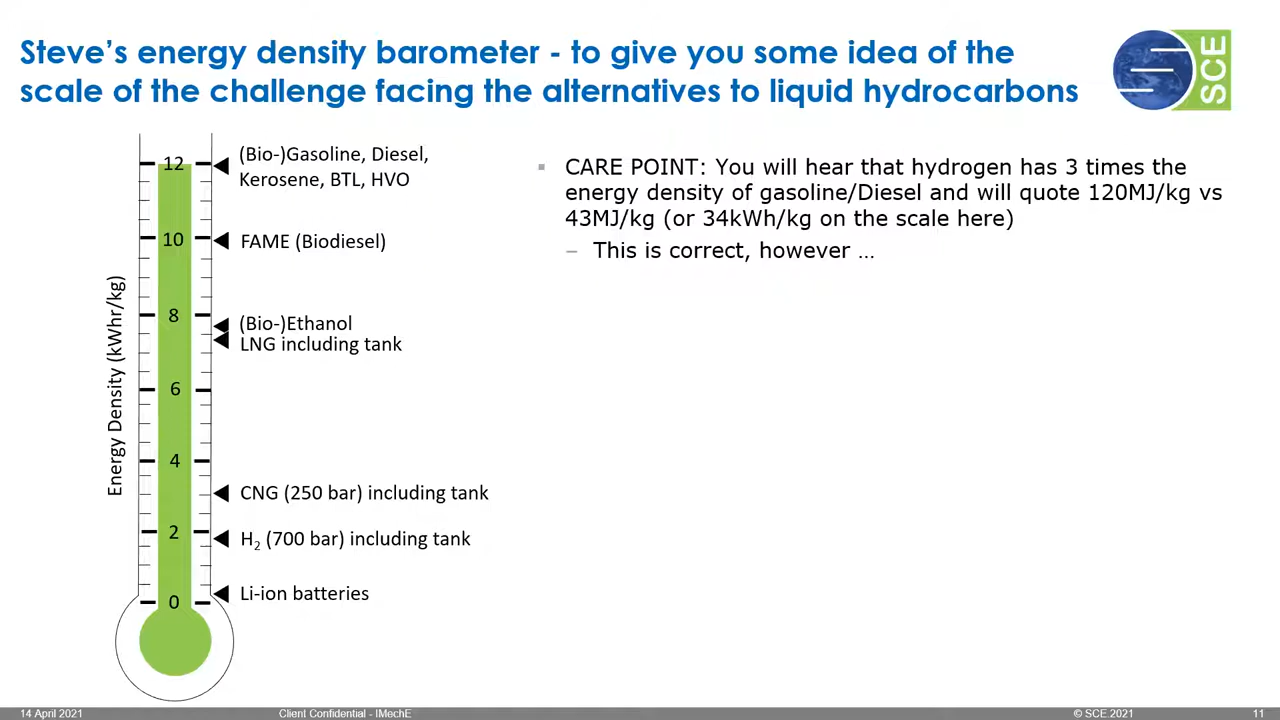 Steve's energy density barometer - to give you some idea of the
scale of the challenge facing the alternatives to liquid hydrocarbons
SCE
Energy Density (kWhr/kg)
12
10
8
6
4
2
0
(Bio-)Gasoline, Diesel,
Kerosene, BTL, HVO
FAME (Biodiesel)
(Bio-)Ethanol
LNG including tank
CNG (250 bar) including tank
H₂ (700 bar) including tank
Li-ion batteries
▪ CARE POINT: You will hear that hydrogen has 3 times the
energy density of gasoline/Diesel and will quote 120MJ/kg vs
43MJ/kg (or 34kWh/kg on the scale here)
– This is correct, however …
14 April 2021
Client Confidential - IMechE
© SCE 2021
11